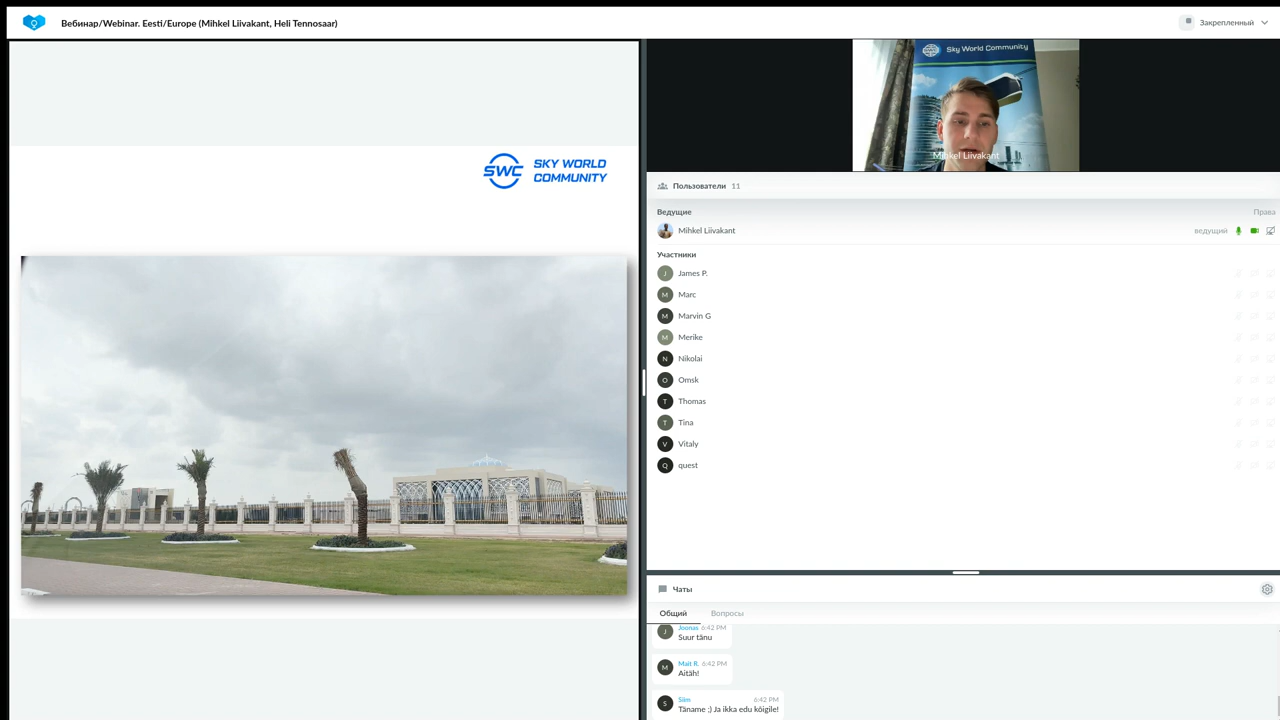 Вебинар/Webinar. Eesti/Europe (Mihkel Liivakant, Heli Tennosaar)
Закрепленный
SWC SKY WORLD
COMMUNITY
Sky World Community
Mihkel Liivakant
Пользователи 11
Ведущие
Права
Mihkel Liivakant
ведущий
Участники
J James P.
M Marc
M Marvin G
M Merike
N Nikolai
O Omsk
T Thomas
T Tina
V Vitaly
Q quest
Чаты
Общий Вопросы
J Joonas 6:42 PM
Suur tänu
M Mait R. 6:42 PM
Aitäh!
S Siim 6:42 PM
Täname ;) Ja ikka edu kõigile!